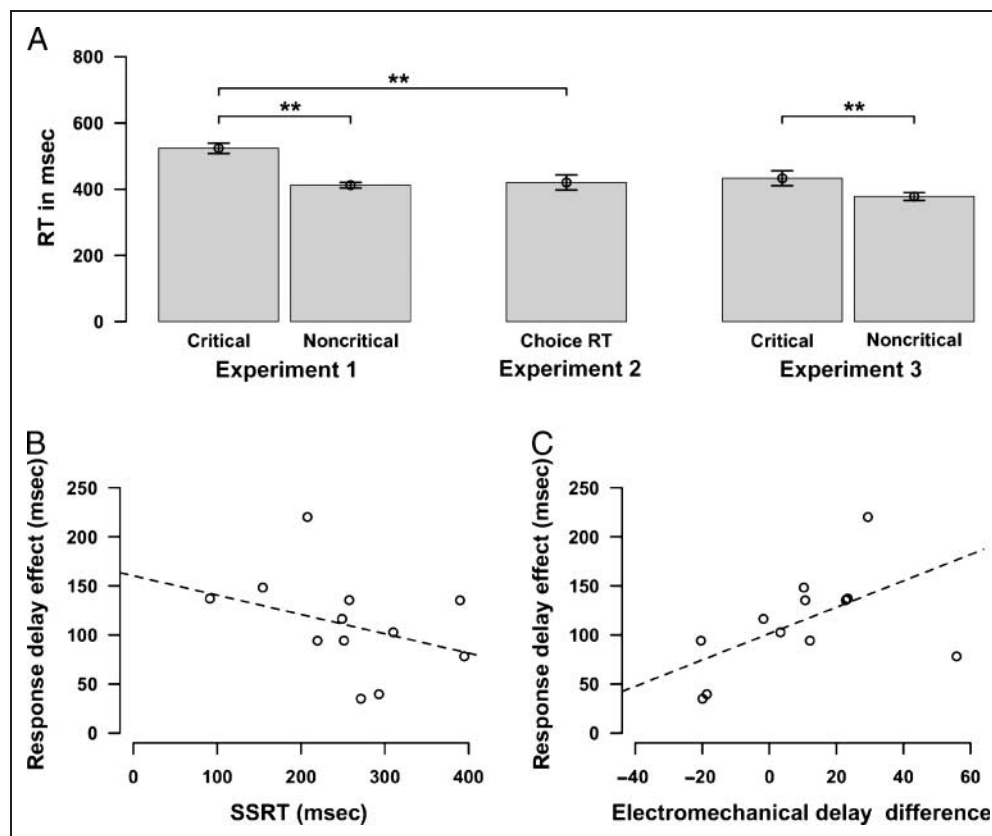 A
800
600
400
200
0
RT in msec
**
**
**
Critical Noncritical Choice RT Critical Noncritical
Experiment 1 Experiment 2 Experiment 3
B
Response delay effect (msec)
250
200
150
100
50
0
0 100 200 300 400
SSRT (msec)
C
Response delay effect (msec)
250
200
150
100
50
0
−40 −20 0 20 40 60
Electromechanical delay difference